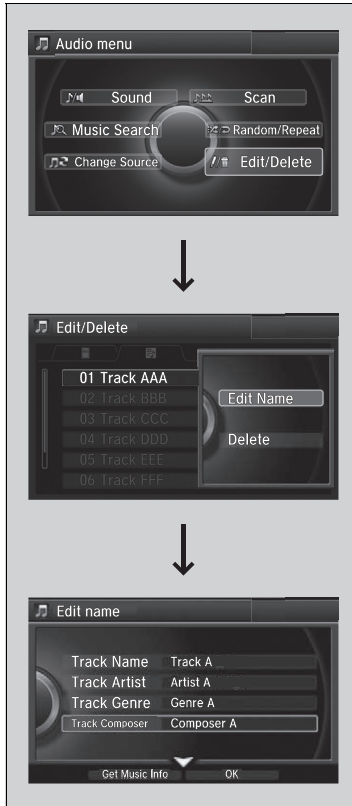 Audio menu
Sound
Scan
Music Search
Random/Repeat
Change Source
Edit/Delete
Edit/Delete
01 Track AAA
02 Track BBB
03 Track CCC
04 Track DDD
05 Track EEE
06 Track FFF
Edit Name
Delete
Edit name
Track Name Track A
Track Artist Artist A
Track Genre Genre A
Track Composer Composer A
Get Music Info OK